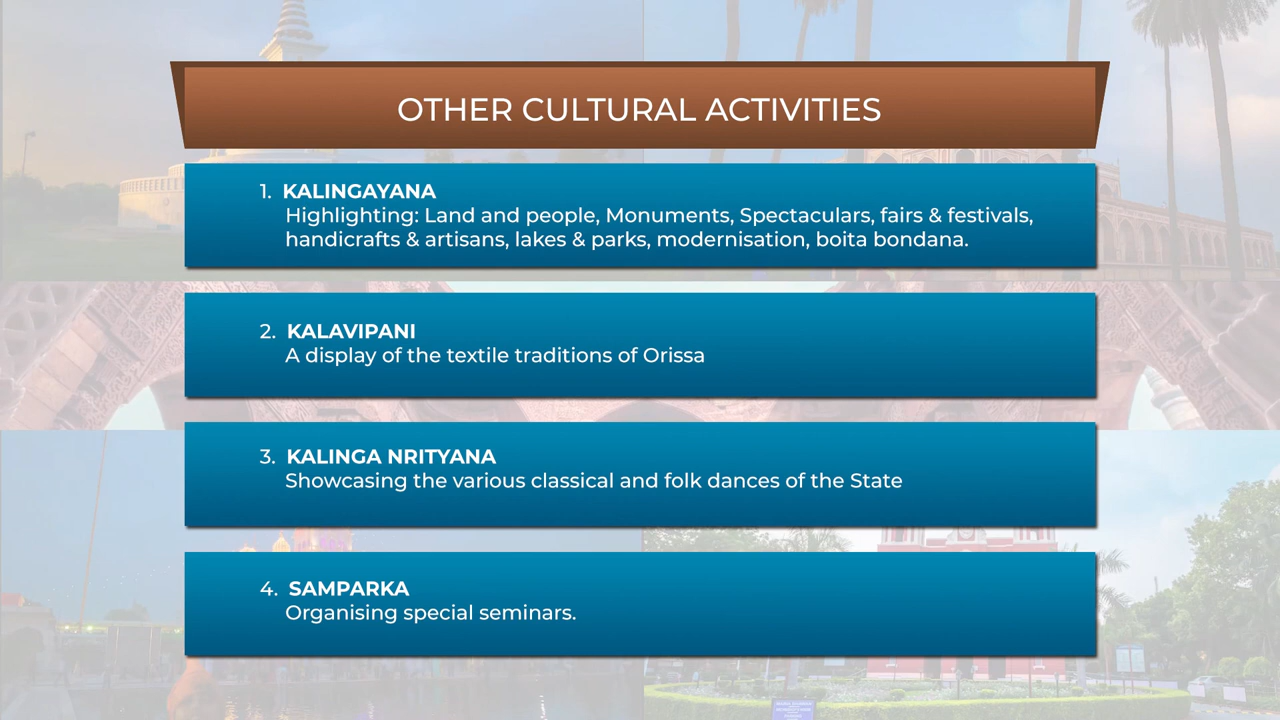 OTHER CULTURAL ACTIVITIES
1. KALINGAYANA
Highlighting: Land and people, Monuments, Spectaculars, fairs & festivals,
handicrafts & artisans, lakes & parks, modernisation, boita bondana.
2. KALAVIPANI
A display of the textile traditions of Orissa
3. KALINGA NRITYANA
Showcasing the various classical and folk dances of the State
4. SAMPARKA
Organising special seminars.